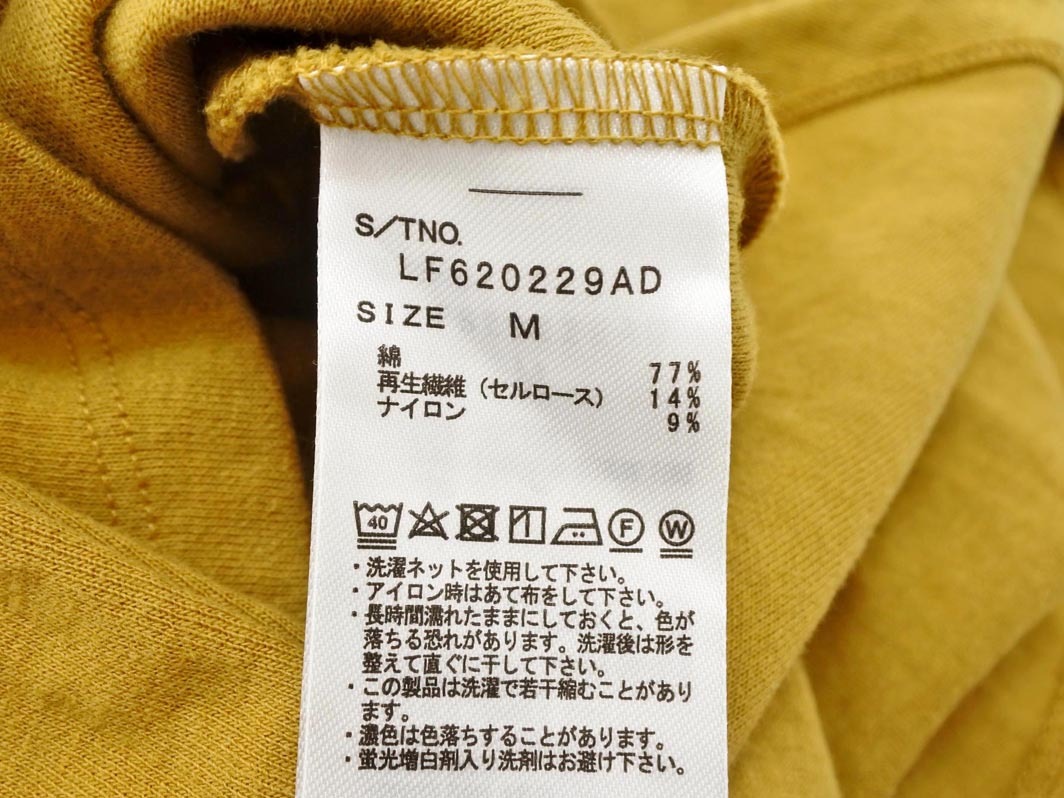 S/TNO.
LF620229AD
SIZE M
綿 77%
再生繊維（セルロース） 14%
ナイロン 9%
40 F W
・洗濯ネットを使用して下さい。
・アイロン時はあて布をして下さい。
・長時間濡れたままにしておくと、色が
落ちる恐れがあります。洗濯後は形を
整えて直ぐに干して下さい。
・この製品は洗濯で若干縮むことがあり
ます。
・濃色は色落ちすることがあります。
・蛍光増白剤入り洗剤はお避け下さい。